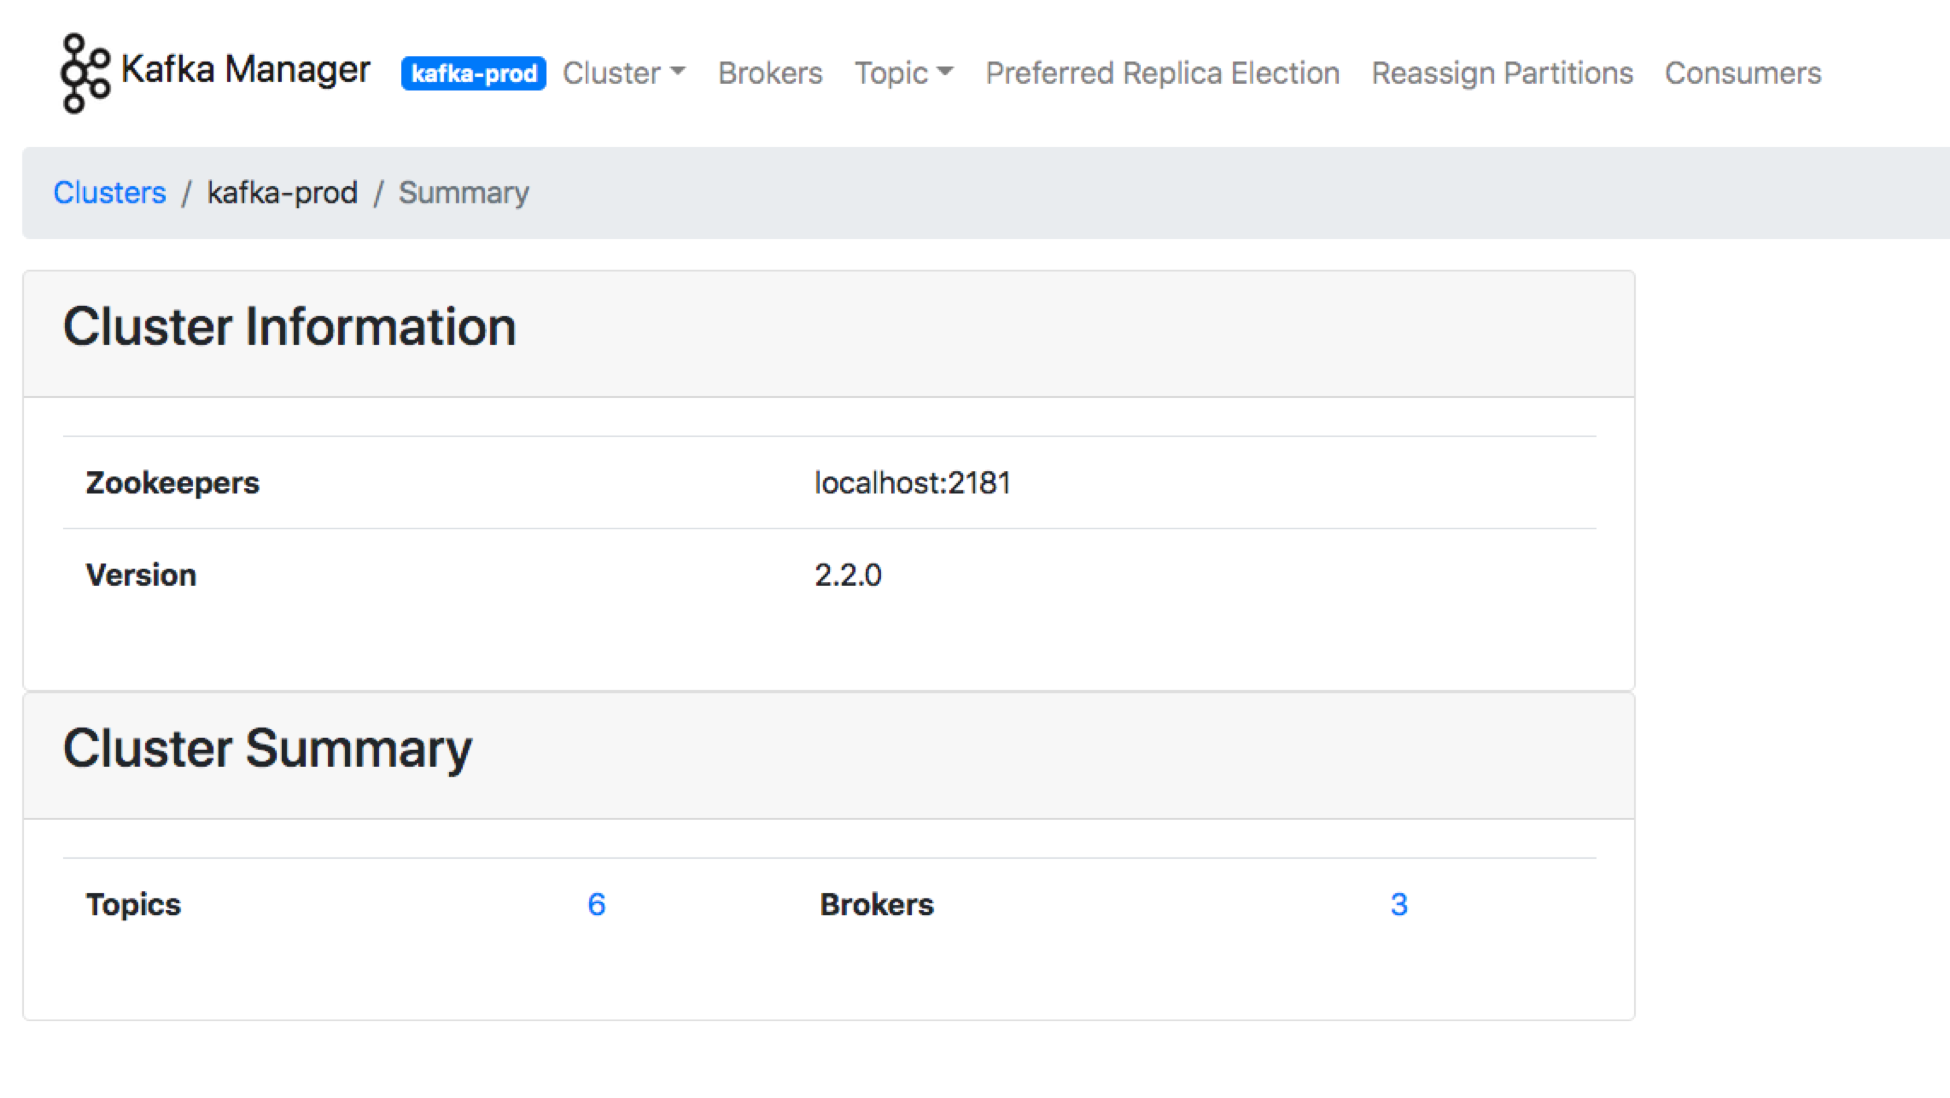 Kafka Manager kafka-prod Cluster Brokers Topic Preferred Replica Election Reassign Partitions Consumers
Clusters / kafka-prod / Summary
Cluster Information
Zookeepers localhost:2181
Version 2.2.0
Cluster Summary
Topics 6 Brokers 3